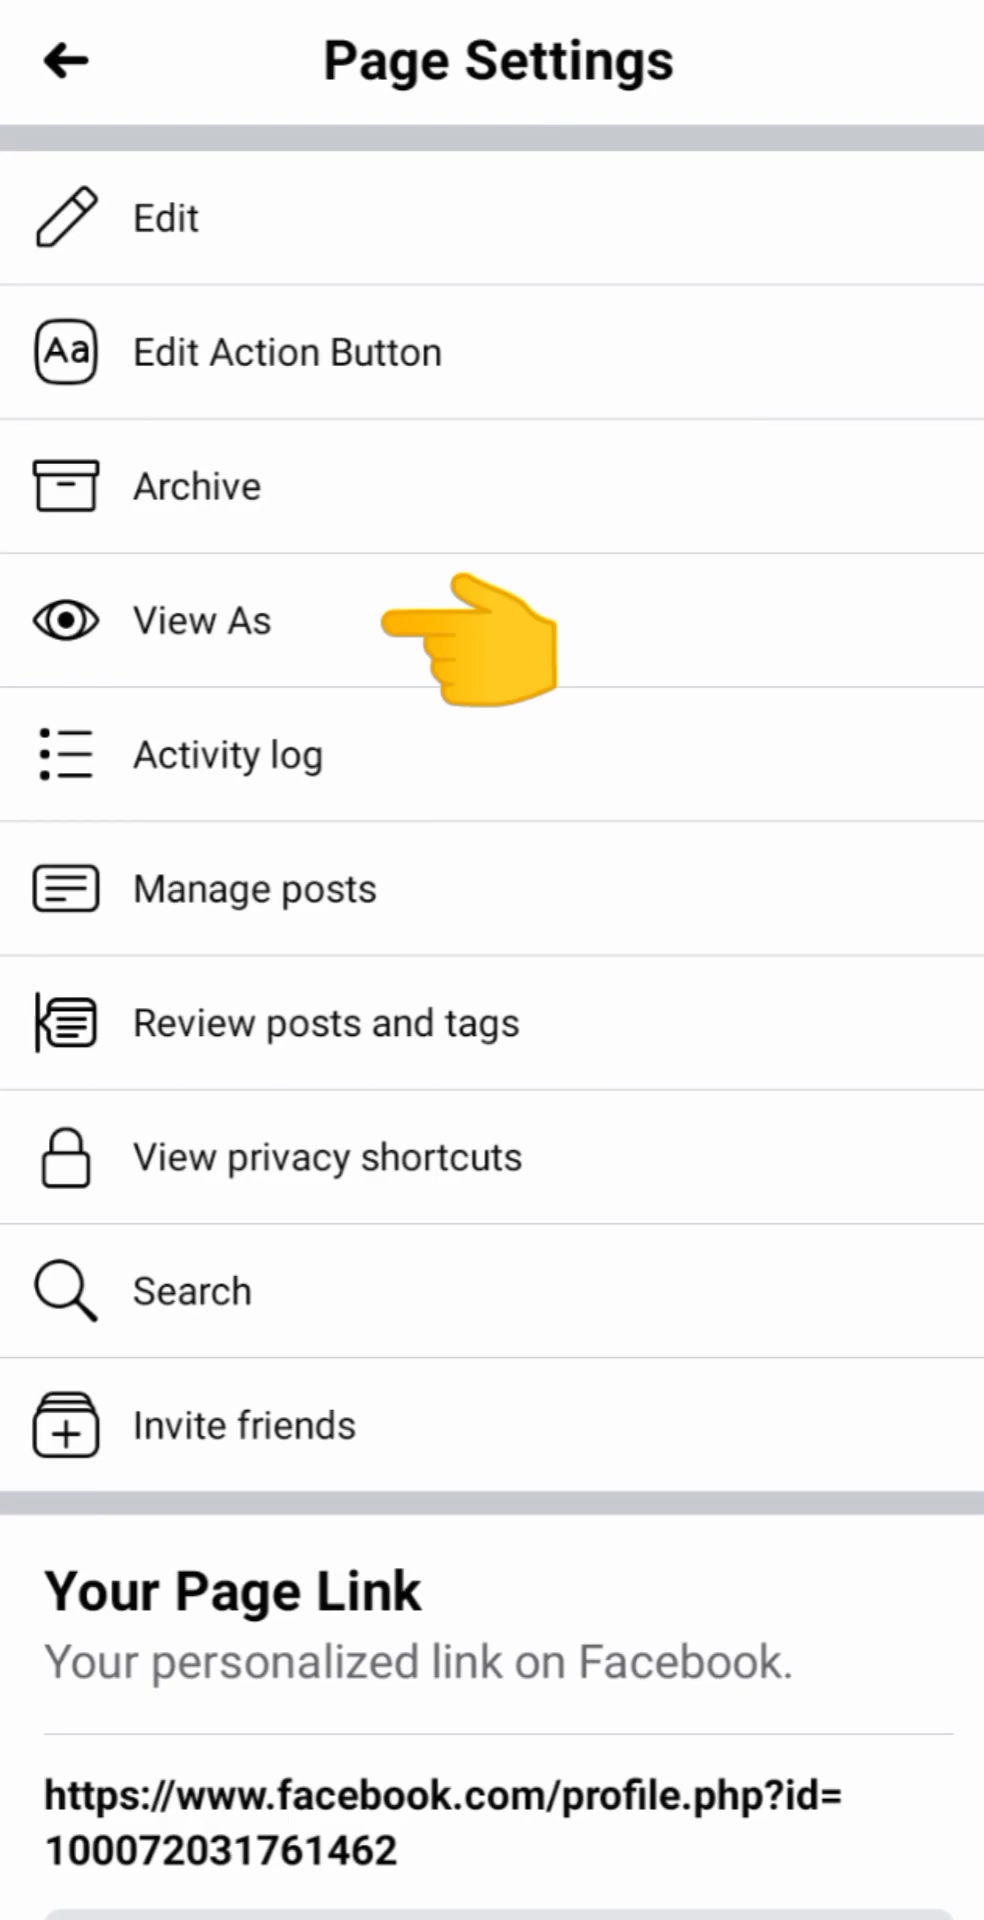 Page Settings
Edit
Aa
Edit Action Button
Archive
View As
Activity log
Manage posts
Review posts and tags
View privacy shortcuts
Search
Invite friends
Your Page Link
Your personalized link on Facebook.
https://www.facebook.com/profile.php?id=
100072031761462